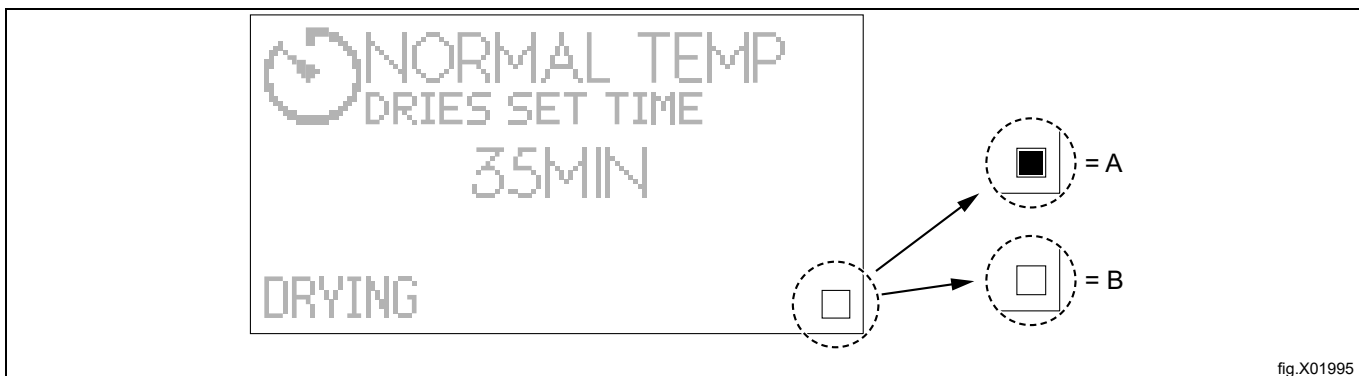 NORMAL TEMP
DRIES SET TIME
35MIN
DRYING
= A
= B
fig.X01995